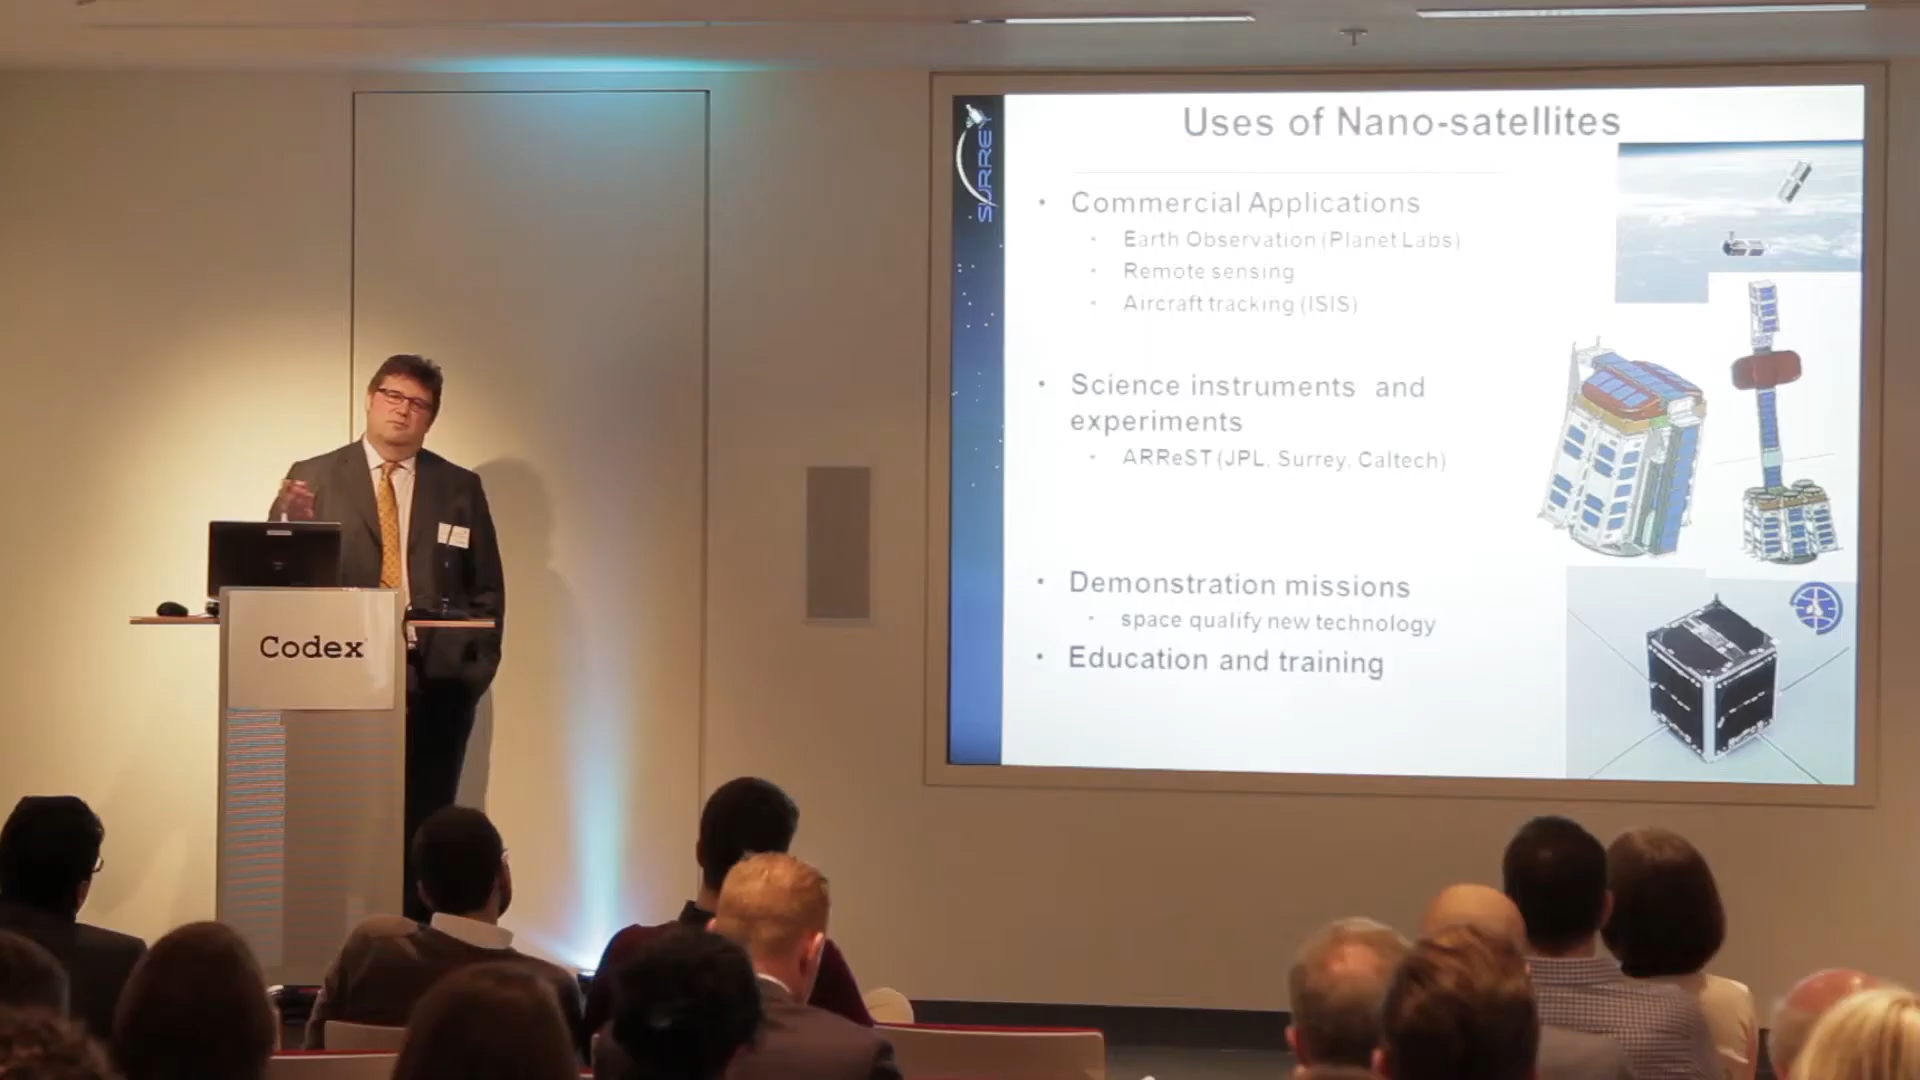 SURREY
Uses of Nano-satellites
• Commercial Applications
• Earth Observation (Planet Labs)
• Remote sensing
• Aircraft tracking (ISIS)
• Science instruments and
experiments
• ARReST (JPL, Surrey, Caltech)
• Demonstration missions
• space qualify new technology
• Education and training
Codex